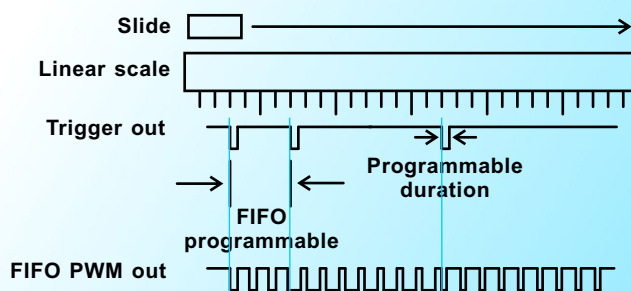 Slide
Linear scale
Trigger out
Programmable
duration
FIFO
programmable
FIFO PWM out